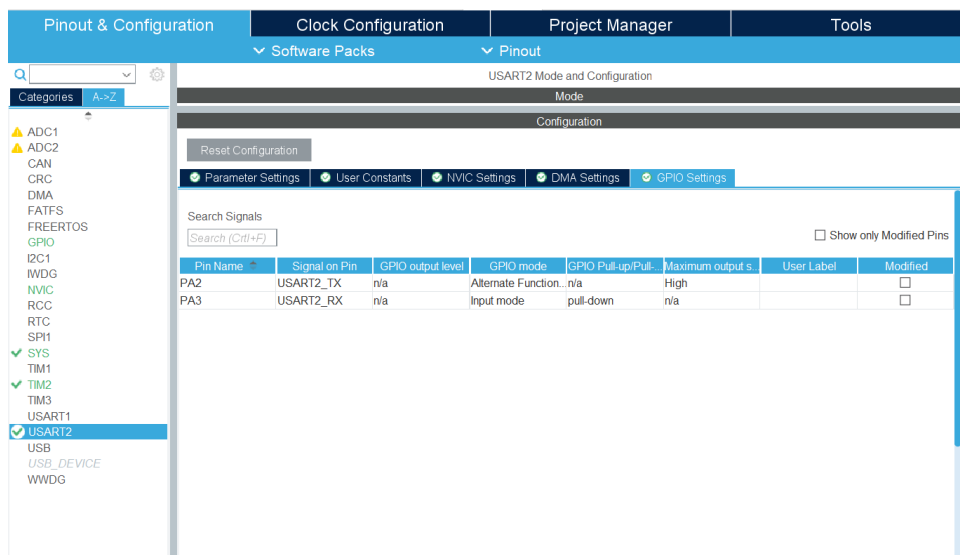 Pinout & Configuration
Clock Configuration
Project Manager
Tools
Software Packs
Pinout
Categories
A->Z
ADC1
ADC2
CAN
CRC
DMA
FATFS
FREERTOS
GPIO
I2C1
IWDG
NVIC
RCC
RTC
SPI1
SYS
TIM1
TIM2
TIM3
USART1
USART2
USB
USB_DEVICE
WWDG
USART2 Mode and Configuration
Mode
Configuration
Reset Configuration
Parameter Settings
User Constants
NVIC Settings
DMA Settings
GPIO Settings
Search Signals
Search (Crtl+F)
Show only Modified Pins
Pin Name Signal on Pin GPIO output level GPIO mode GPIO Pull-up/Pull-... Maximum output s... User Label Modified
PA2 USART2_TX n/a Alternate Function... n/a High
PA3 USART2_RX n/a Input mode pull-down n/a